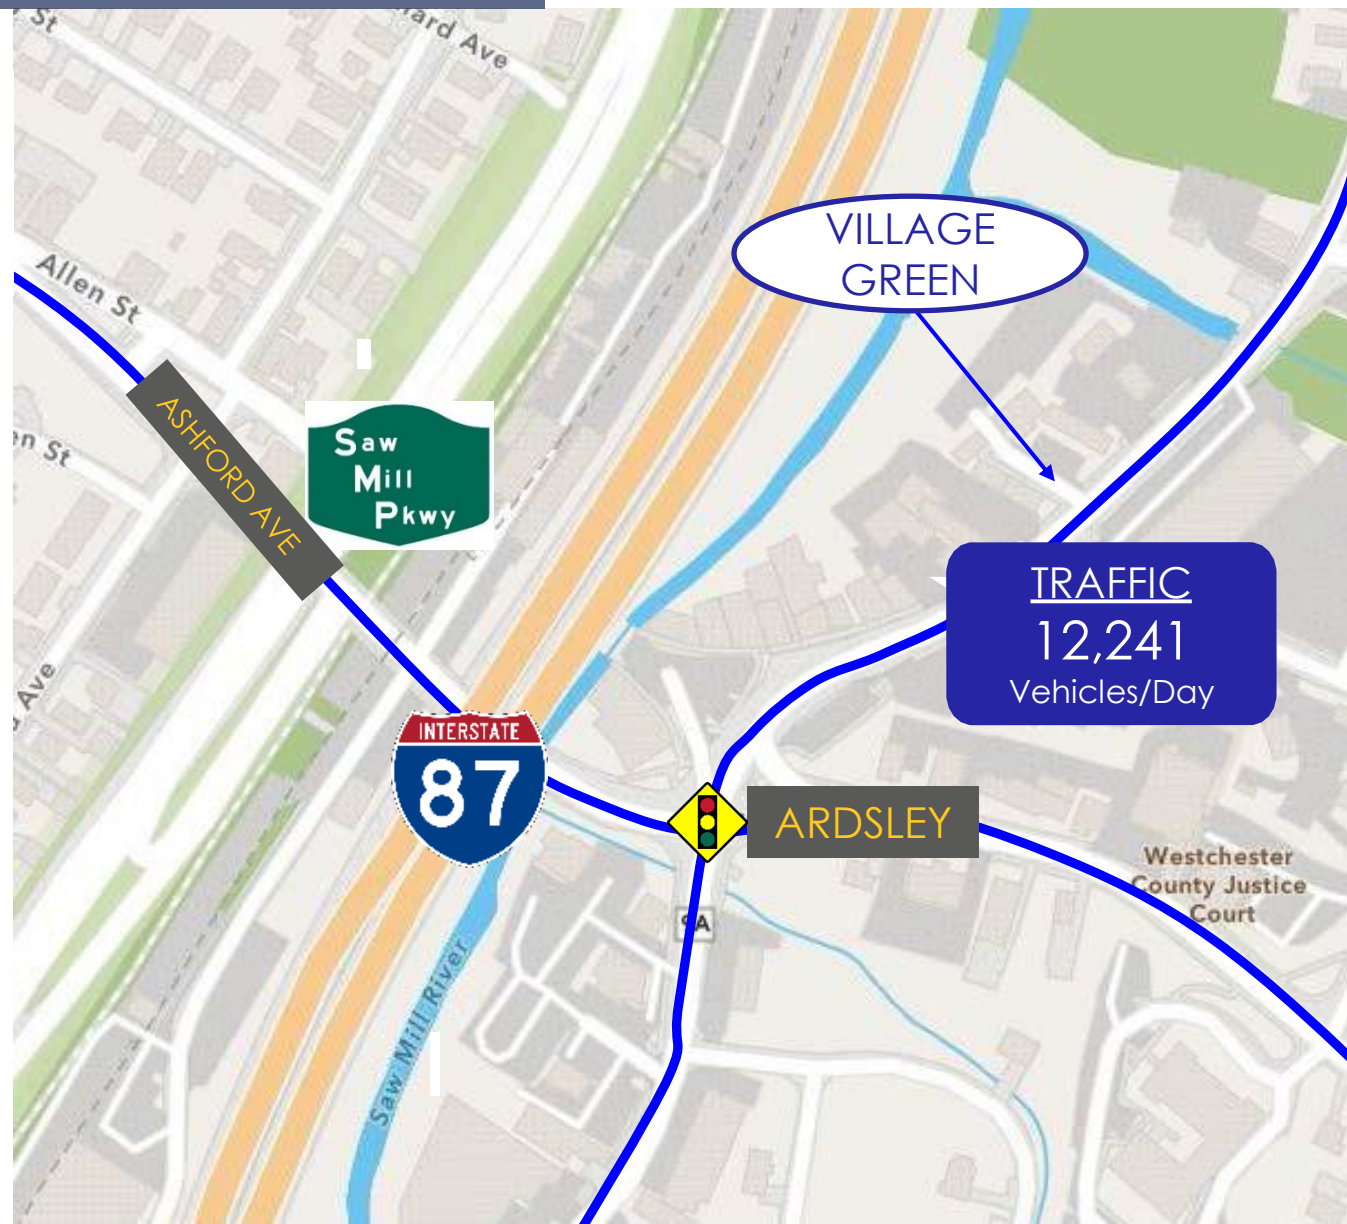 St
ard Ave
VILLAGE
GREEN
Allen St
ASHFORD AVE
en St
Saw
Mill
Pkwy
TRAFFIC
12,241
Vehicles/Day
Ave
INTERSTATE
87
ARDSLEY
Westchester
County Justice
Court
9A
Saw Mill River